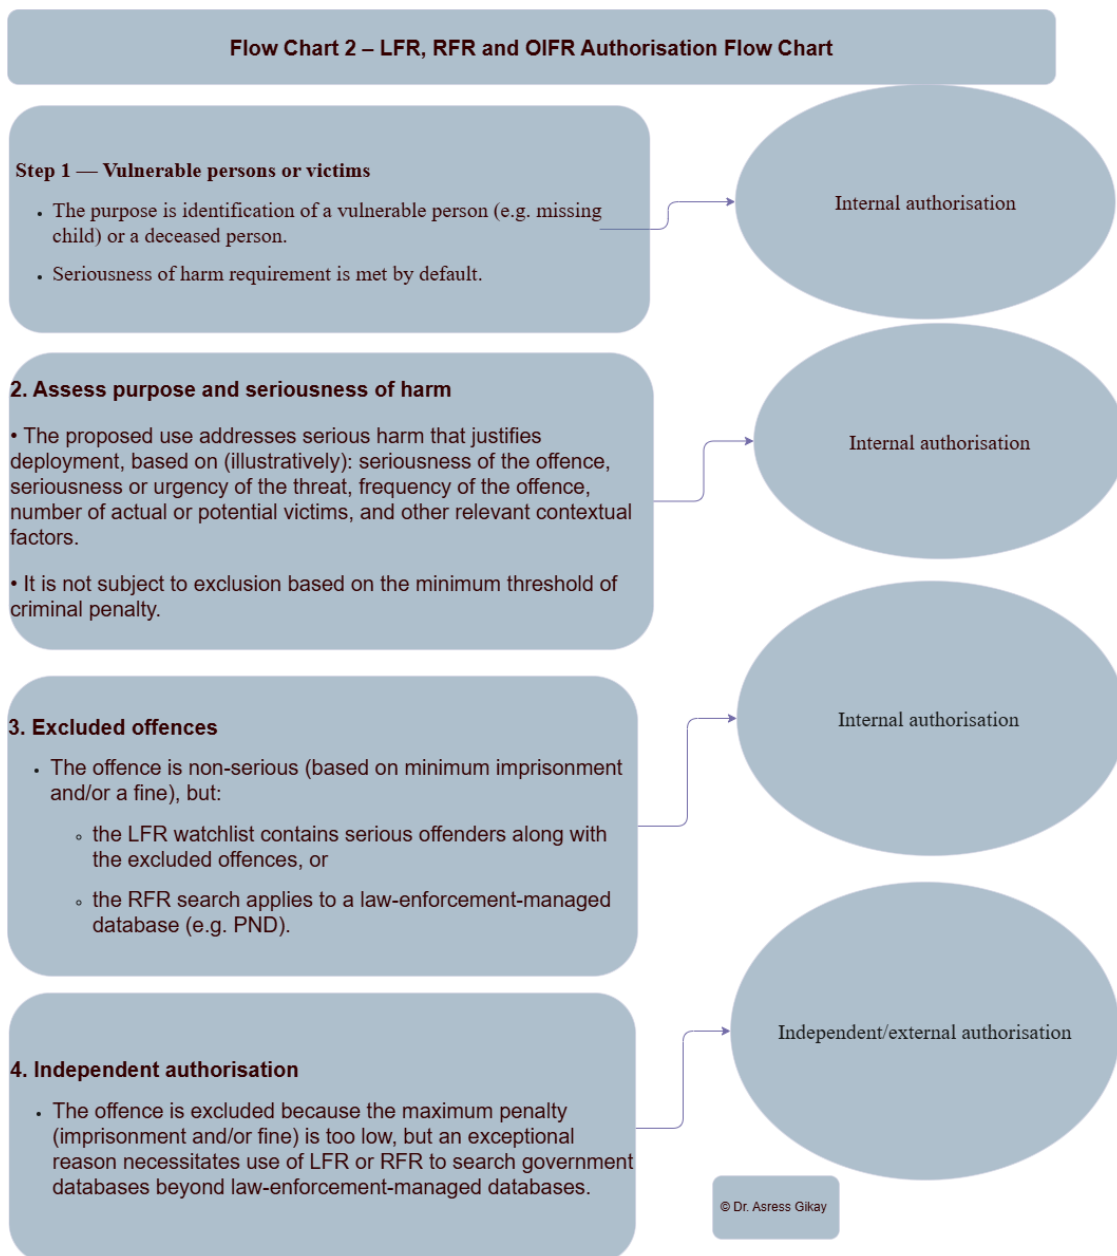 Flow Chart 2 – LFR, RFR and OIFR Authorisation Flow Chart
Step 1 — Vulnerable persons or victims
• The purpose is identification of a vulnerable person (e.g. missing
child) or a deceased person.
• Seriousness of harm requirement is met by default.
Internal authorisation
2. Assess purpose and seriousness of harm
• The proposed use addresses serious harm that justifies
deployment, based on (illustratively): seriousness of the offence,
seriousness or urgency of the threat, frequency of the offence,
number of actual or potential victims, and other relevant contextual
factors.
• It is not subject to exclusion based on the minimum threshold of
criminal penalty.
Internal authorisation
3. Excluded offences
• The offence is non-serious (based on minimum imprisonment
and/or a fine), but:
◦ the LFR watchlist contains serious offenders along with
the excluded offences, or
◦ the RFR search applies to a law-enforcement-managed
database (e.g. PND).
Internal authorisation
4. Independent authorisation
• The offence is excluded because the maximum penalty
(imprisonment and/or fine) is too low, but an exceptional
reason necessitates use of LFR or RFR to search government
databases beyond law-enforcement-managed databases.
Independent/external authorisation
© Dr. Asress Gikay